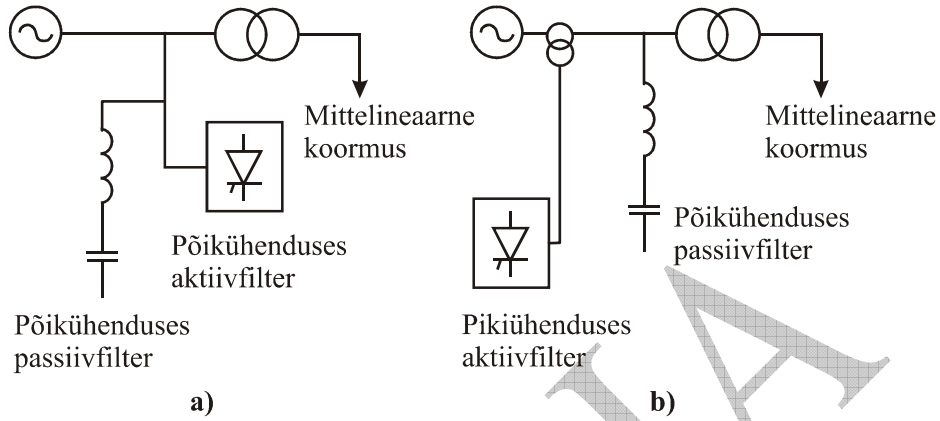 Mittelineaarne
koormus
Põikühenduses
aktiivfilter
Põikühenduses
passiivfilter
a)
Mittelineaarne
koormus
Põikühenduses
passiivfilter
Pikiühenduses
aktiivfilter
b)